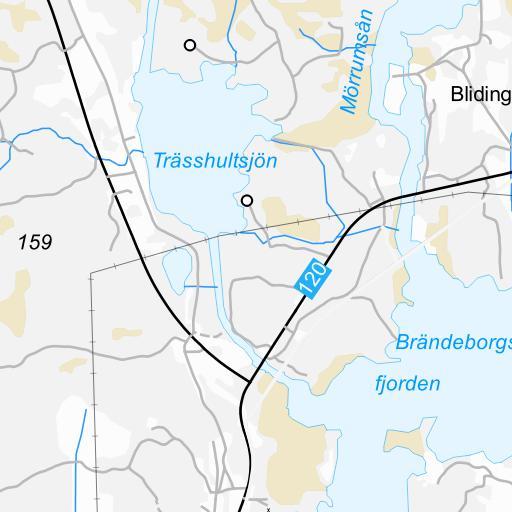 Mörrumsån
Bliding
Trässhultsjön
159
120
Brändeborgs
fjorden